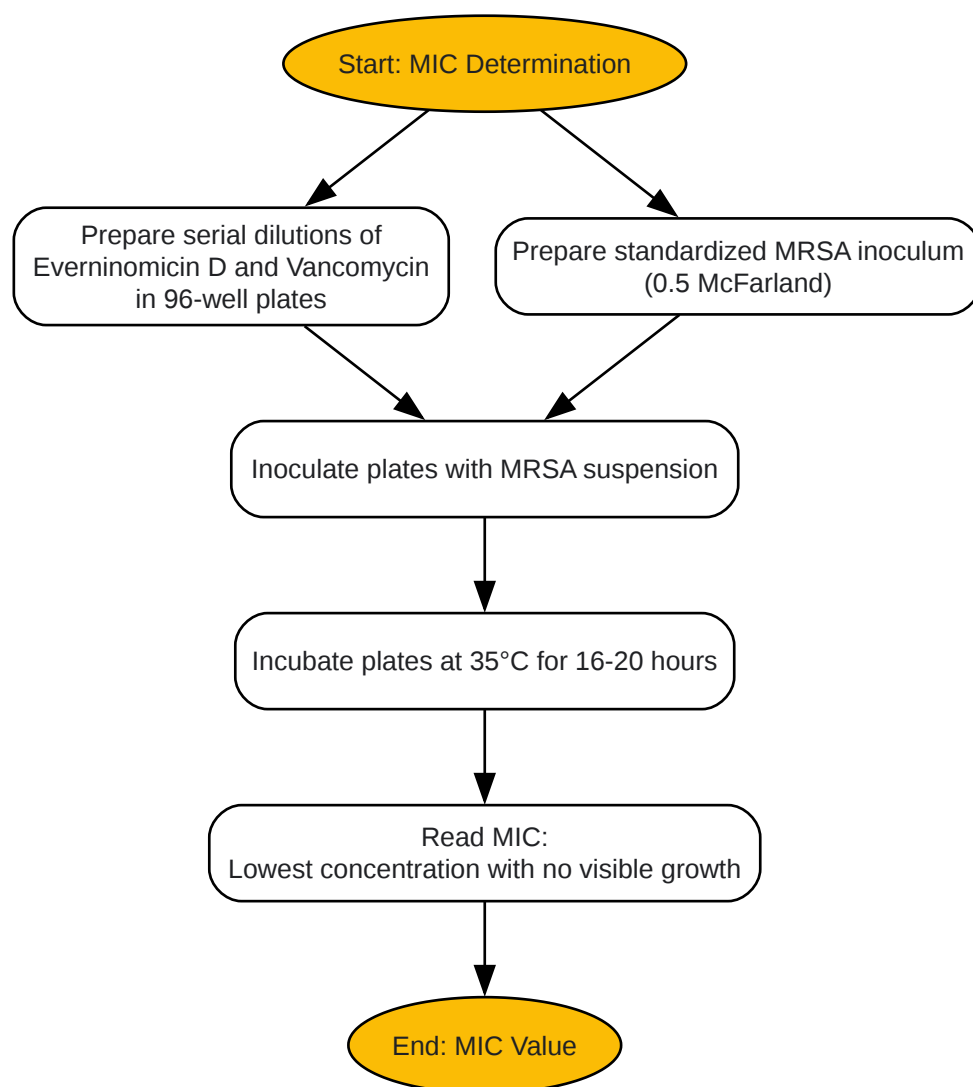 Start: MIC Determination
Prepare serial dilutions of
Everninomicin D and Vancomycin
in 96-well plates
Prepare standardized MRSA inoculum
(0.5 McFarland)
Inoculate plates with MRSA suspension
Incubate plates at 35°C for 16-20 hours
Read MIC:
Lowest concentration with no visible growth
End: MIC Value